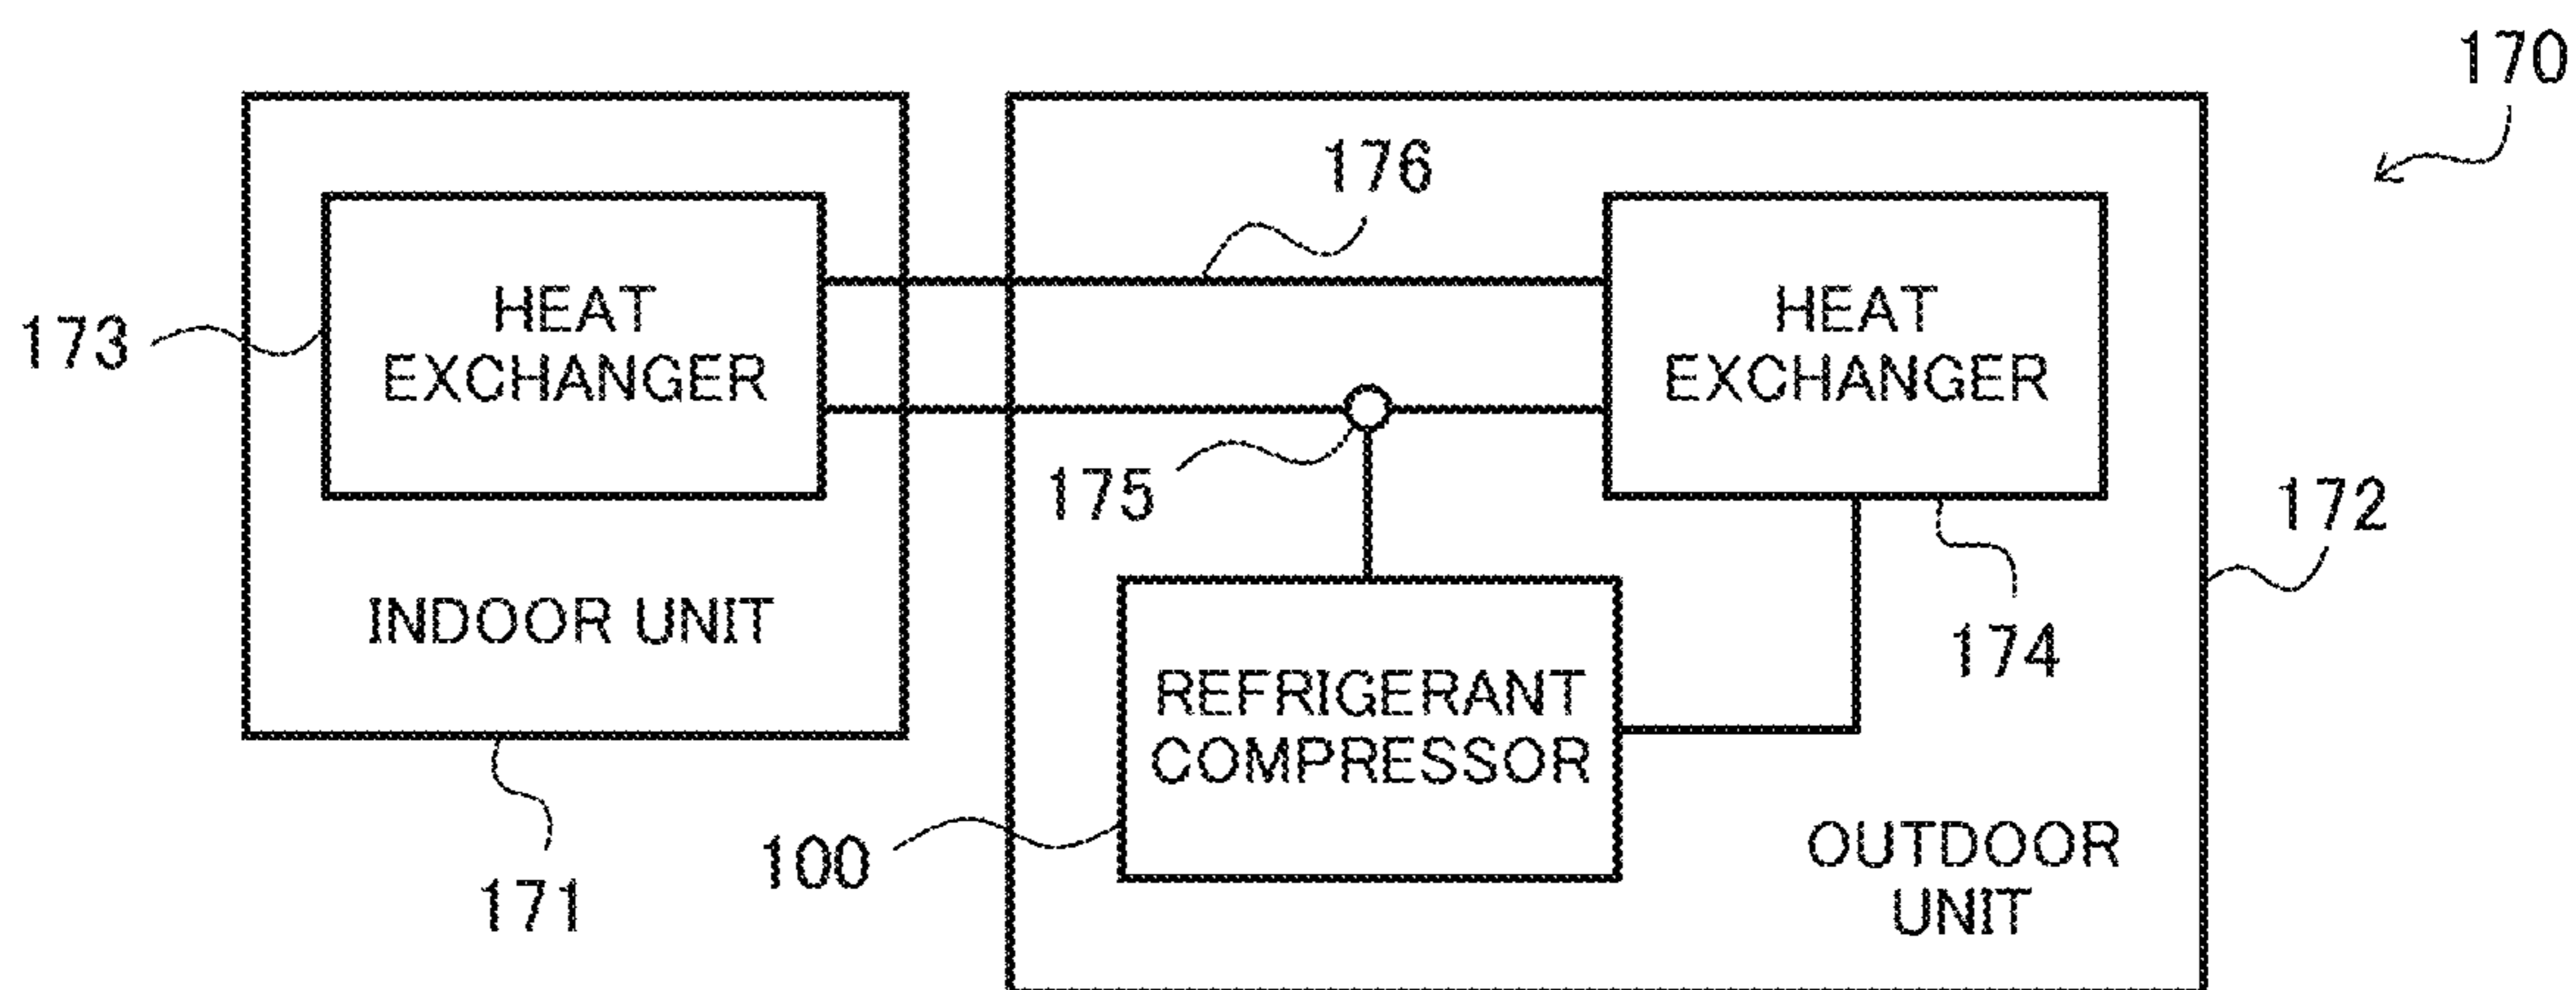 170
176
HEAT
EXCHANGER
HEAT
EXCHANGER
173
175
172
INDOOR UNIT
174
REFRIGERANT
COMPRESSOR
100
171
OUTDOOR
UNIT